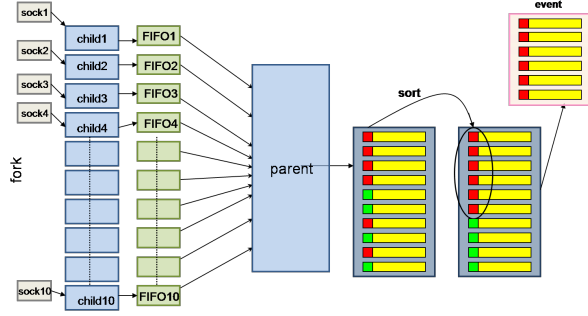 event
sock1
child1
FIFO1
sock2
child2
FIFO2
sock3
child3
FIFO3
sort
sock4
child4
FIFO4
fork
parent
sock10
child10
FIFO10